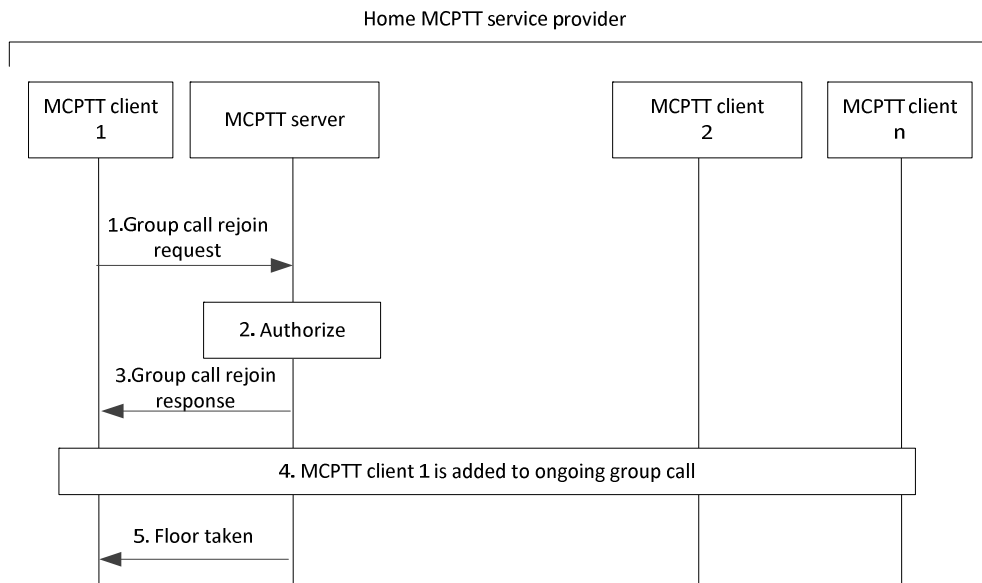 Home MCPTT service provider
MCPTT client
1
MCPTT server
MCPTT client
2
MCPTT client
n
1.Group call rejoin
request
2. Authorize
3.Group call rejoin
response
4. MCPTT client 1 is added to ongoing group call
5. Floor taken